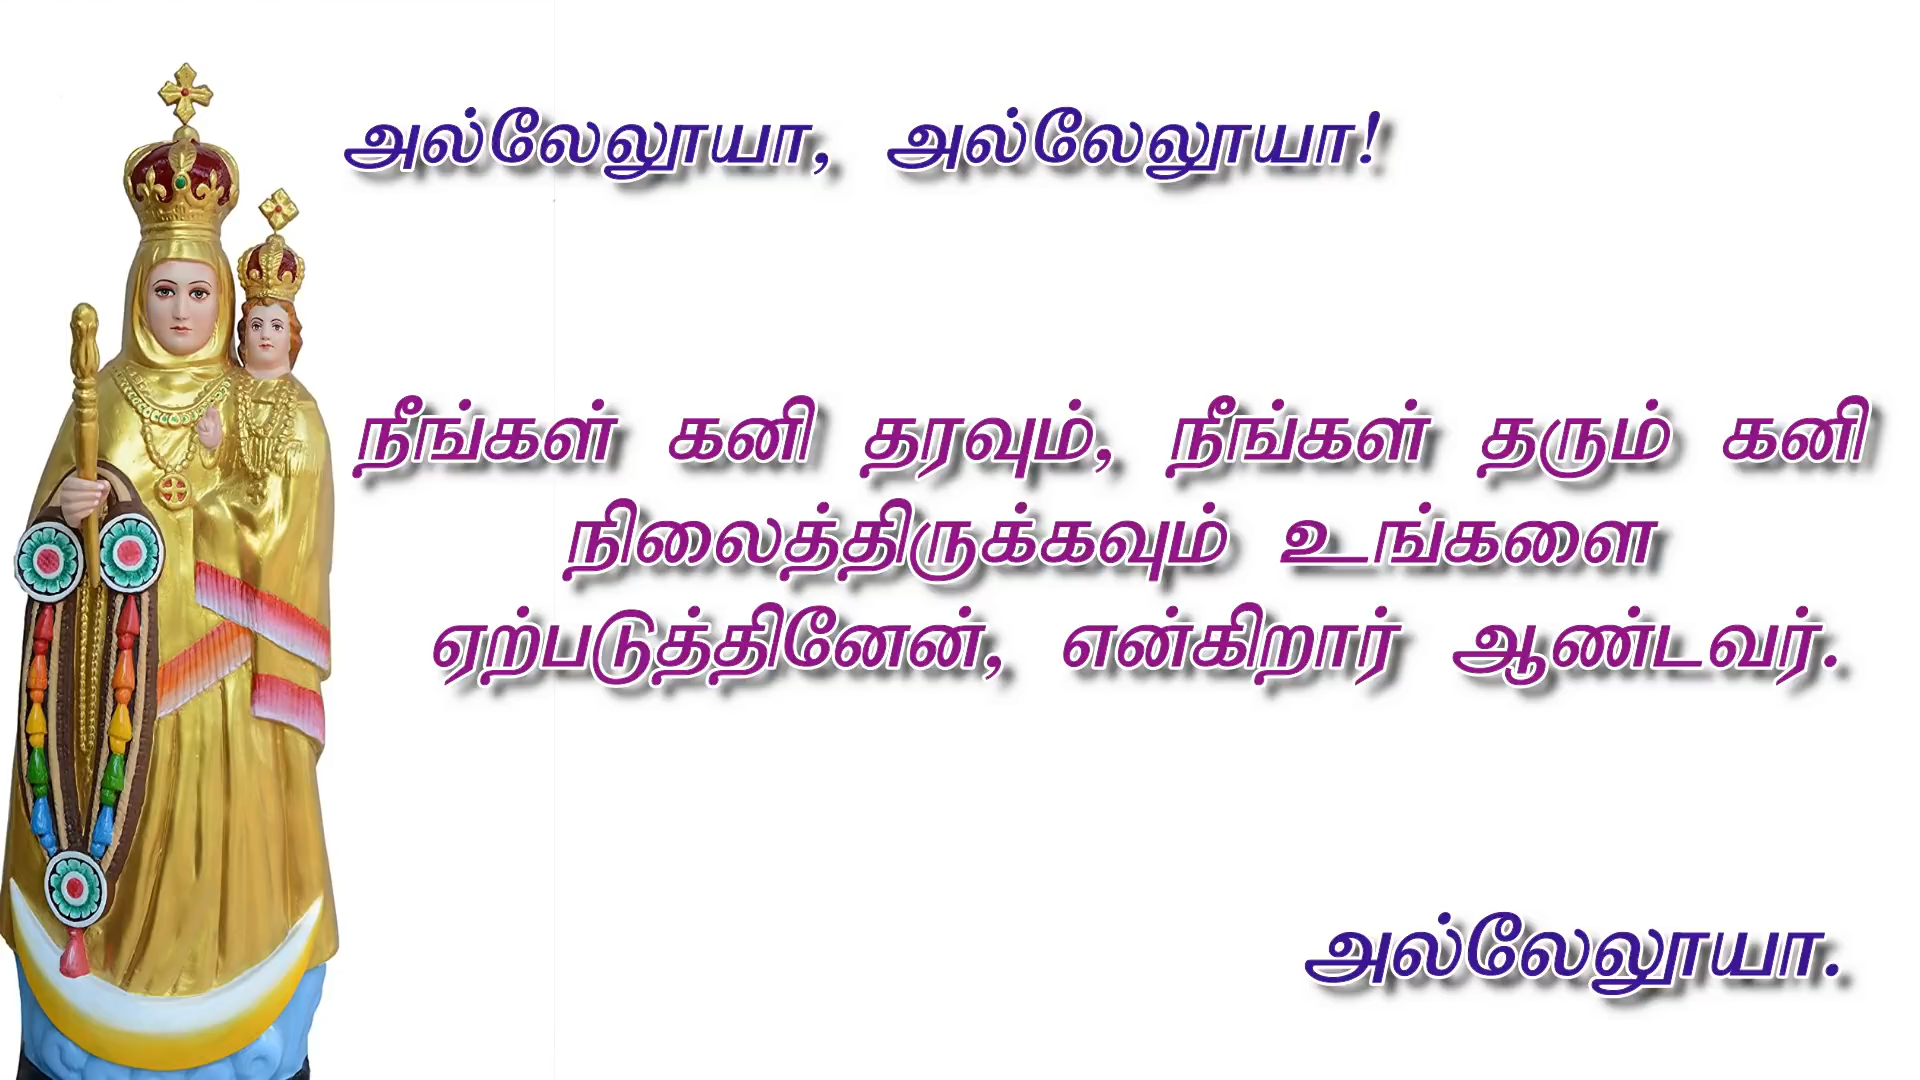 அல்லேலூயா, அல்லேலூயா!
நீங்கள் கனி தரவும், நீங்கள் தரும் கனி
நிலைத்திருக்கவும் உங்களை
ஏற்படுத்தினேன், என்கிறார் ஆண்டவர்.
அல்லேலூயா.